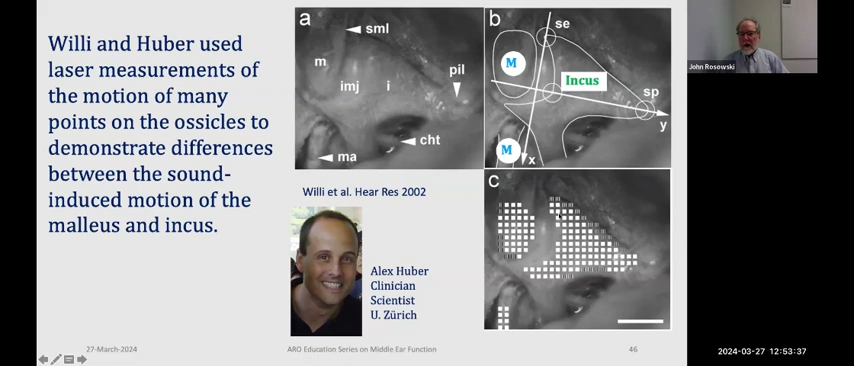 Willi and Huber used
laser measurements of
the motion of many
points on the ossicles to
demonstrate differences
between the sound-
induced motion of the
malleus and incus.
a
sml
m
imj
i
pil
cht
ma
b
se
M
Incus
sp
y
M
x
c
Willi et al. Hear Res 2002
Alex Huber
Clinician
Scientist
U. Zürich
27-March-2024
ARO Education Series on Middle Ear Function
46
John Rosowski
2024-03-27 12:53:37